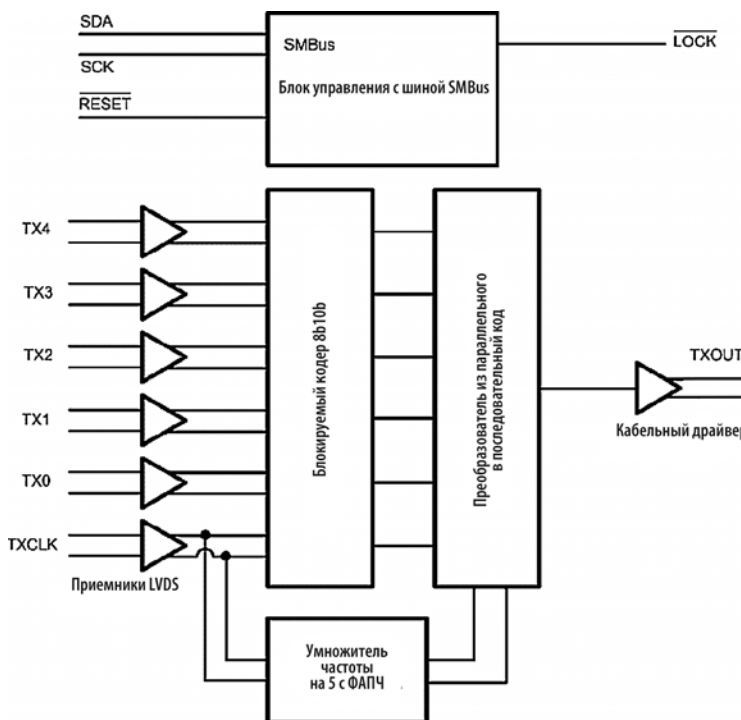 SDA
SMBus
LOCK
SCK
Блок управления с шиной SMBus
RESET
TX4
TX3
TX2
TX1
TX0
TXCLK
Приемники LVDS
Блокируемый кодер 8b10b
Преобразователь из параллельного
в последовательный код
TXOUT
Кабельный драйвер
Умножитель
частоты
на 5 с ФАПЧ